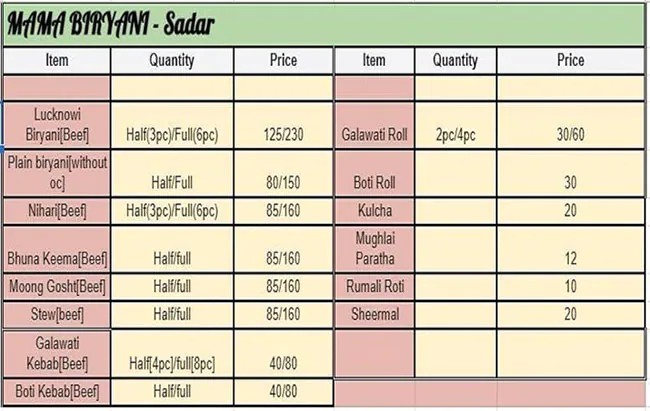 MAMA BIRYANI - Sadar
Item Quantity Price Item Quantity Price
Lucknowi
Biryani[Beef] Half(3pc)/Full(6pc) 125/230 Galawati Roll 2pc/4pc 30/60
Plain biryani[without
oc] Half/Full 80/150 Boti Roll 30
Nihari[Beef] Half(3pc)/Full(6pc) 85/160 Kulcha 20
Mughlai
Bhuna Keema[Beef] Half/full 85/160 Paratha 12
Moong Gosht[Beef] Half/full 85/160 Rumali Roti 10
Stew[beef] Half/full 85/160 Sheermal 20
Galawati
Kebab[Beef] Half[4pc]/full[8pc] 40/80
Boti Kebab[Beef] Half/full 40/80